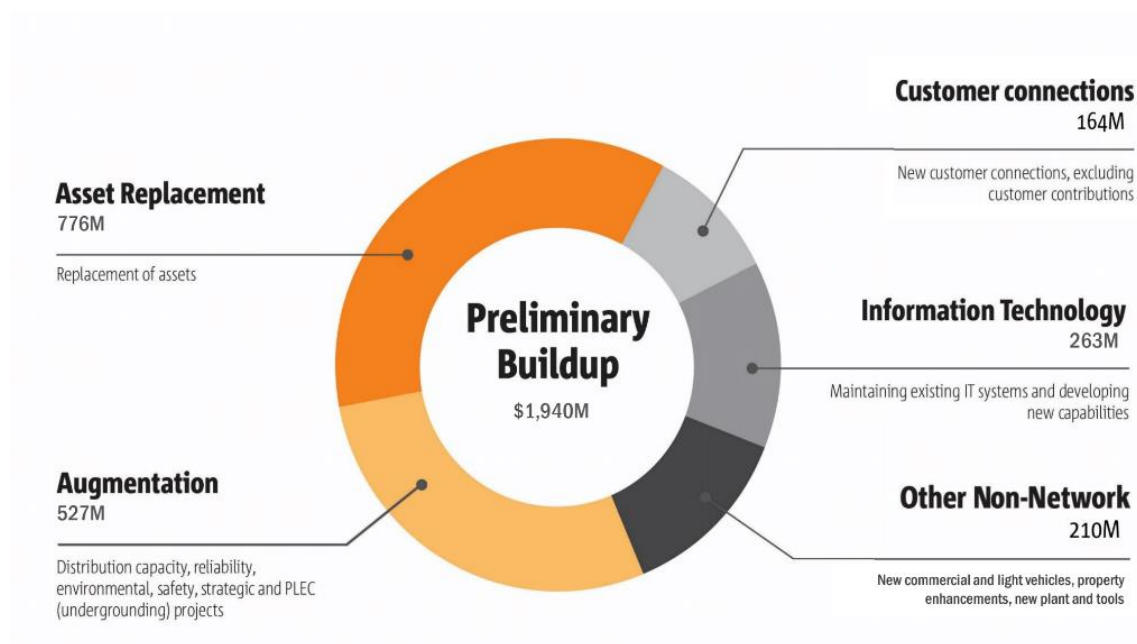 Customer connections
164M
New customer connections, excluding
customer contributions
Asset Replacement
776M
Replacement of assets
Preliminary
Buildup
$1,940M
Information Technology
263M
Maintaining existing IT systems and developing
new capabilities
Augmentation
527M
Distribution capacity, reliability,
environmental, safety, strategic and PLEC
(undergrounding) projects
Other Non-Network
210M
New commercial and light vehicles, property
enhancements, new plant and tools